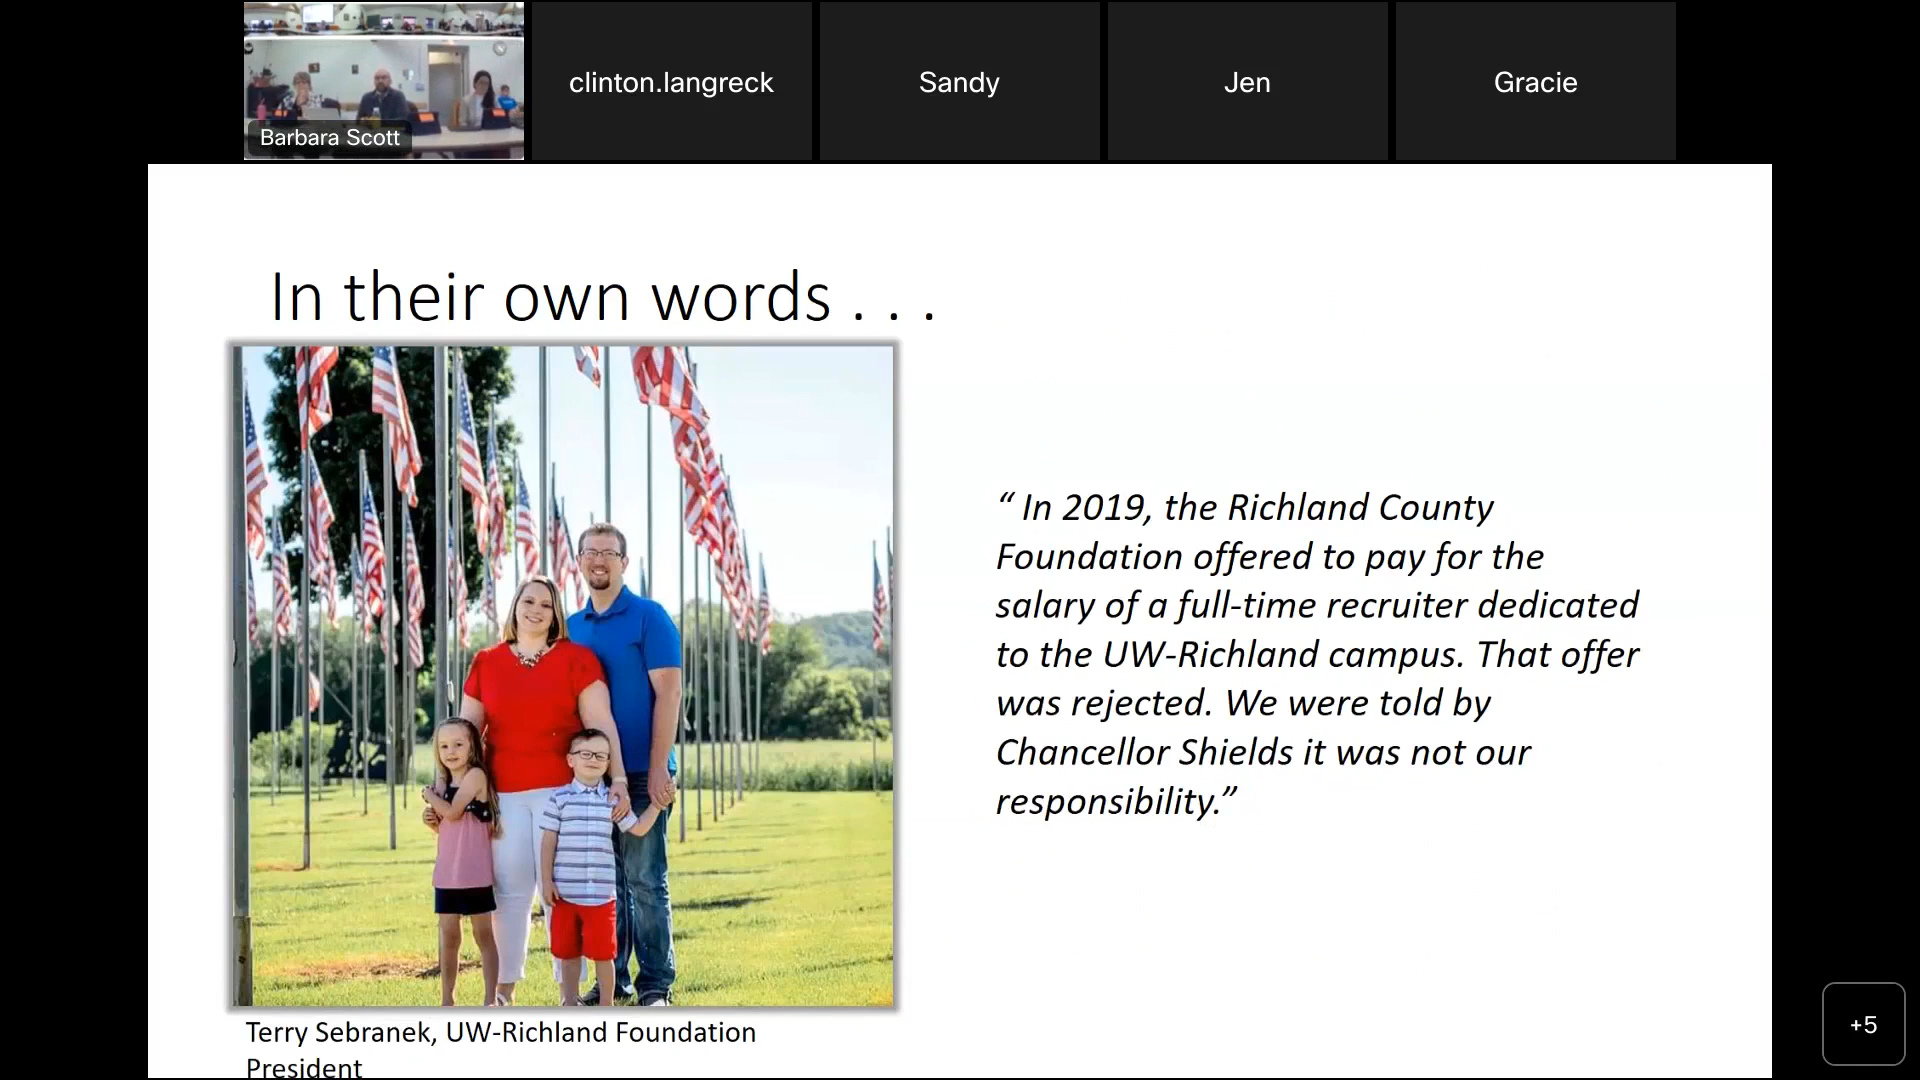 Barbara Scott
clinton.langreck
Sandy
Jen
Gracie
In their own words . . .
“ In 2019, the Richland County
Foundation offered to pay for the
salary of a full-time recruiter dedicated
to the UW-Richland campus. That offer
was rejected. We were told by
Chancellor Shields it was not our
responsibility.”
Terry Sebranek, UW-Richland Foundation
President
+5